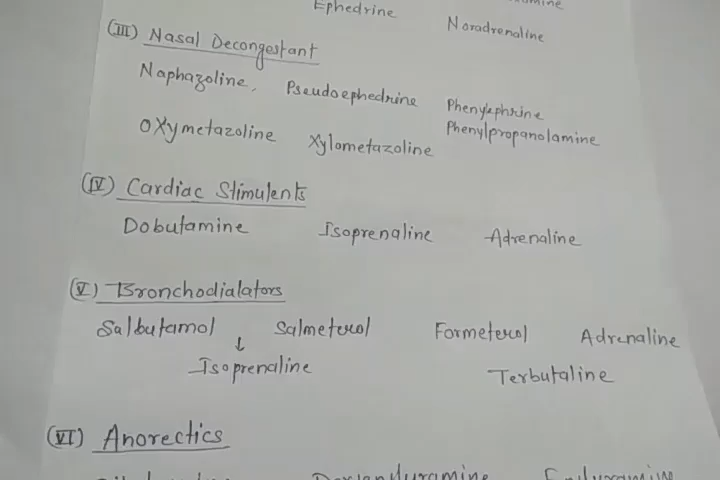 Ephedrine Noradrenaline
(III) Nasal Decongestant
Naphazoline, Pseudoephedrine Phenylephrine
Phenylpropanolamine
Oxymetazoline Xylometazoline
(IV) Cardiac Stimulents
Dobutamine Isoprenaline Adrenaline
(V) Bronchodialators
Salbutamol Salmeterol Formeterol Adrenaline
↓
Isoprenaline Terbutaline
(VI) Anorectics